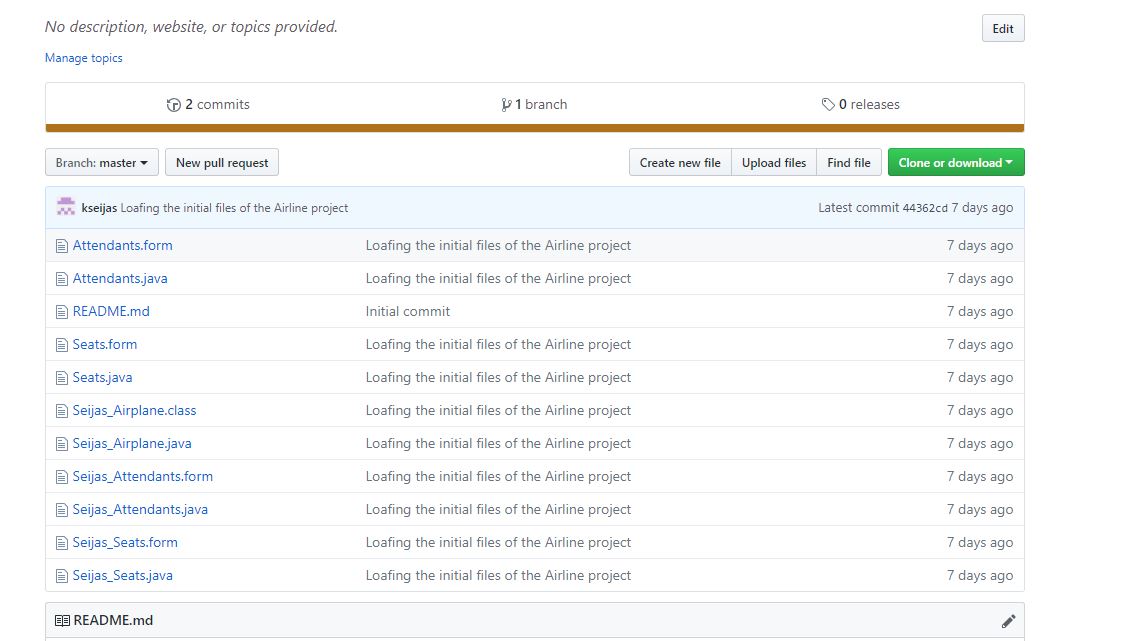 No description, website, or topics provided.
Edit
Manage topics
2 commits
1 branch
0 releases
Branch: master
New pull request
Create new file
Upload files
Find file
Clone or download
kseijas Loafing the initial files of the Airline project
Latest commit 44362cd 7 days ago
Attendants.form Loafing the initial files of the Airline project 7 days ago
Attendants.java Loafing the initial files of the Airline project 7 days ago
README.md Initial commit 7 days ago
Seats.form Loafing the initial files of the Airline project 7 days ago
Seats.java Loafing the initial files of the Airline project 7 days ago
Seijas_Airplane.class Loafing the initial files of the Airline project 7 days ago
Seijas_Airplane.java Loafing the initial files of the Airline project 7 days ago
Seijas_Attendants.form Loafing the initial files of the Airline project 7 days ago
Seijas_Attendants.java Loafing the initial files of the Airline project 7 days ago
Seijas_Seats.form Loafing the initial files of the Airline project 7 days ago
Seijas_Seats.java Loafing the initial files of the Airline project 7 days ago
README.md